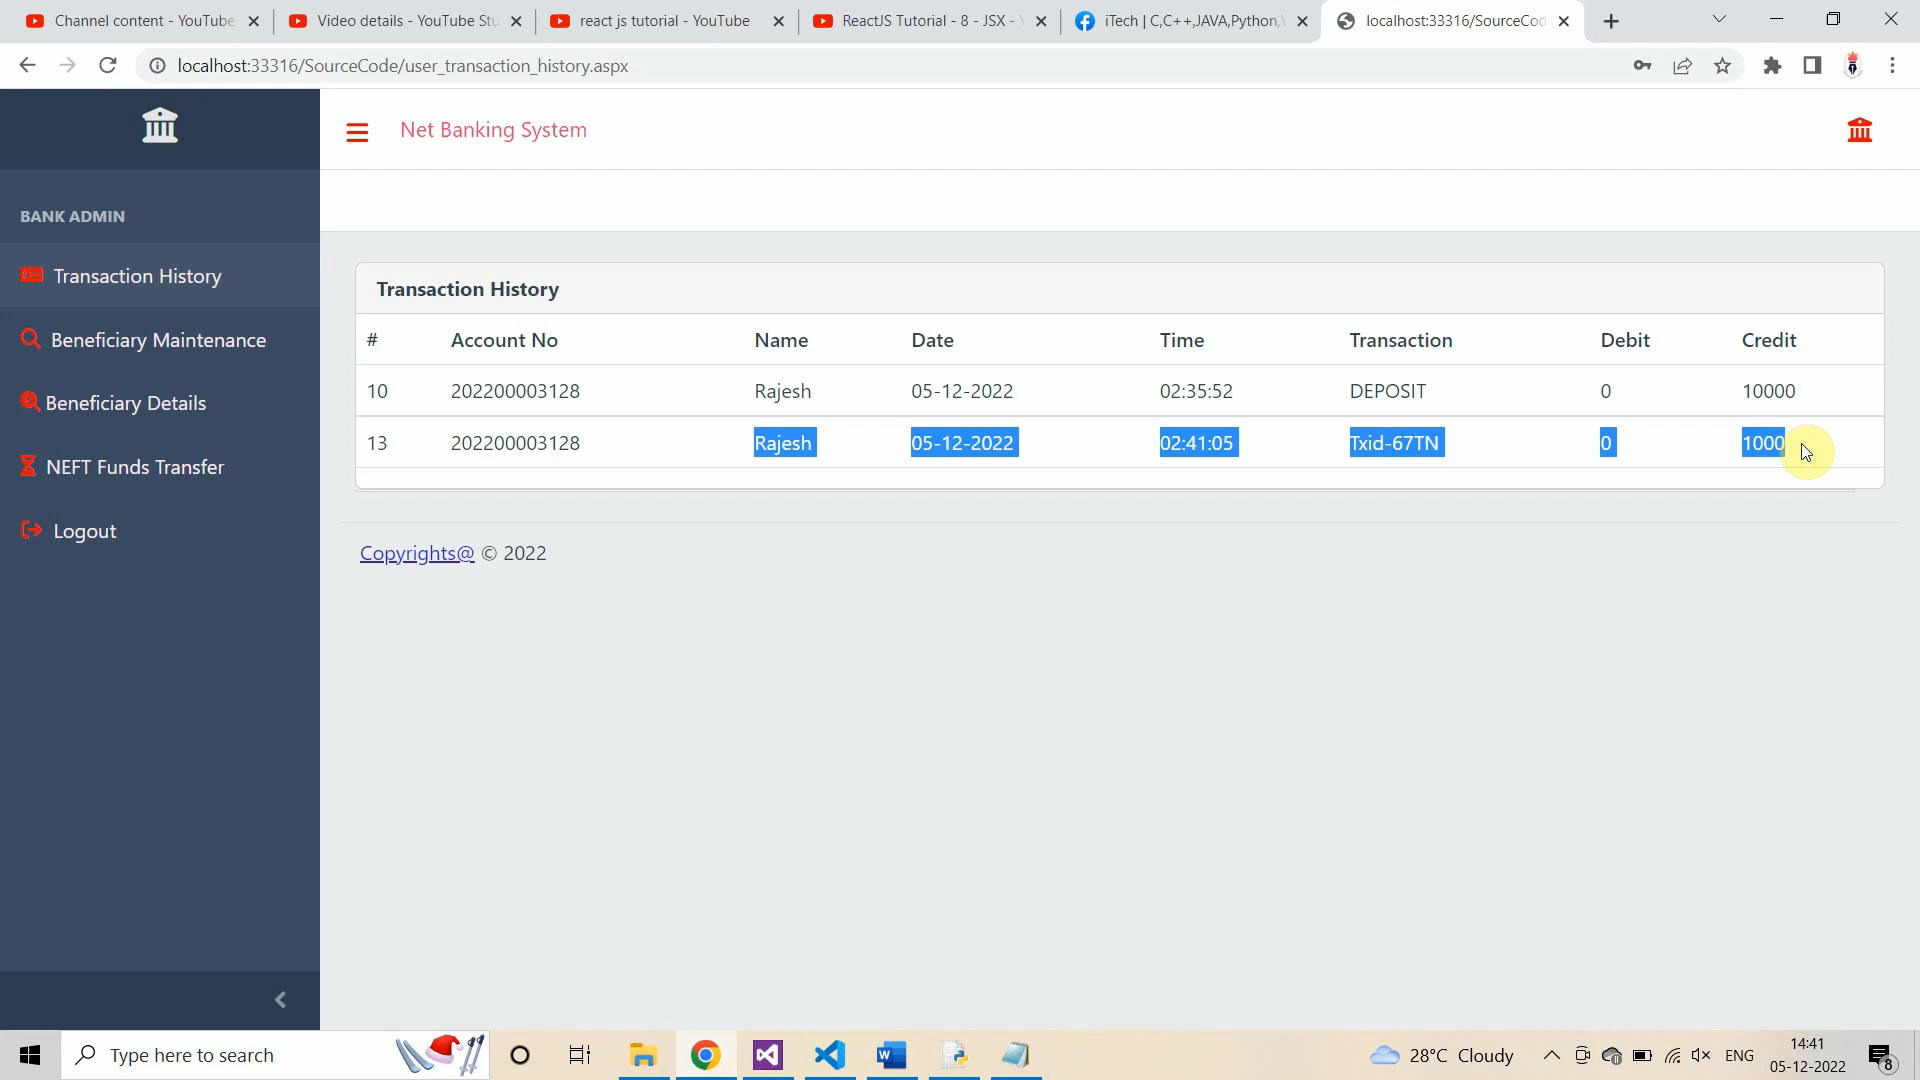 Channel content - YouTube
Video details - YouTube Stu
react js tutorial - YouTube
ReactJS Tutorial - 8 - JSX - Y
iTech | C,C++,JAVA,Python,\
localhost:33316/SourceCod
localhost:33316/SourceCode/user_transaction_history.aspx
Net Banking System
BANK ADMIN
Transaction History
Beneficiary Maintenance
Beneficiary Details
NEFT Funds Transfer
Logout
Transaction History
# Account No Name Date Time Transaction Debit Credit
10 202200003128 Rajesh 05-12-2022 02:35:52 DEPOSIT 0 10000
13 202200003128 Rajesh 05-12-2022 02:41:05 Txid-67TN 0 1000
Copyrights@ © 2022
Type here to search
28°C Cloudy
ENG
14:41
05-12-2022
8